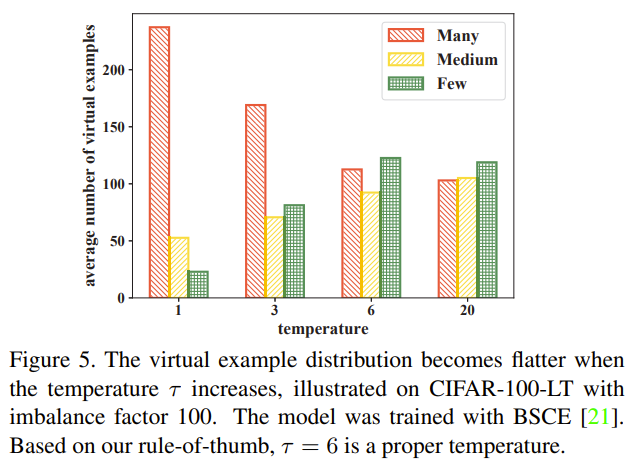 average number of virtual examples
200
150
100
50
0
Many
Medium
Few
1 3 6 20
temperature
Figure 5. The virtual example distribution becomes flatter when
the temperature τ increases, illustrated on CIFAR-100-LT with
imbalance factor 100. The model was trained with BSCE [21].
Based on our rule-of-thumb, τ = 6 is a proper temperature.